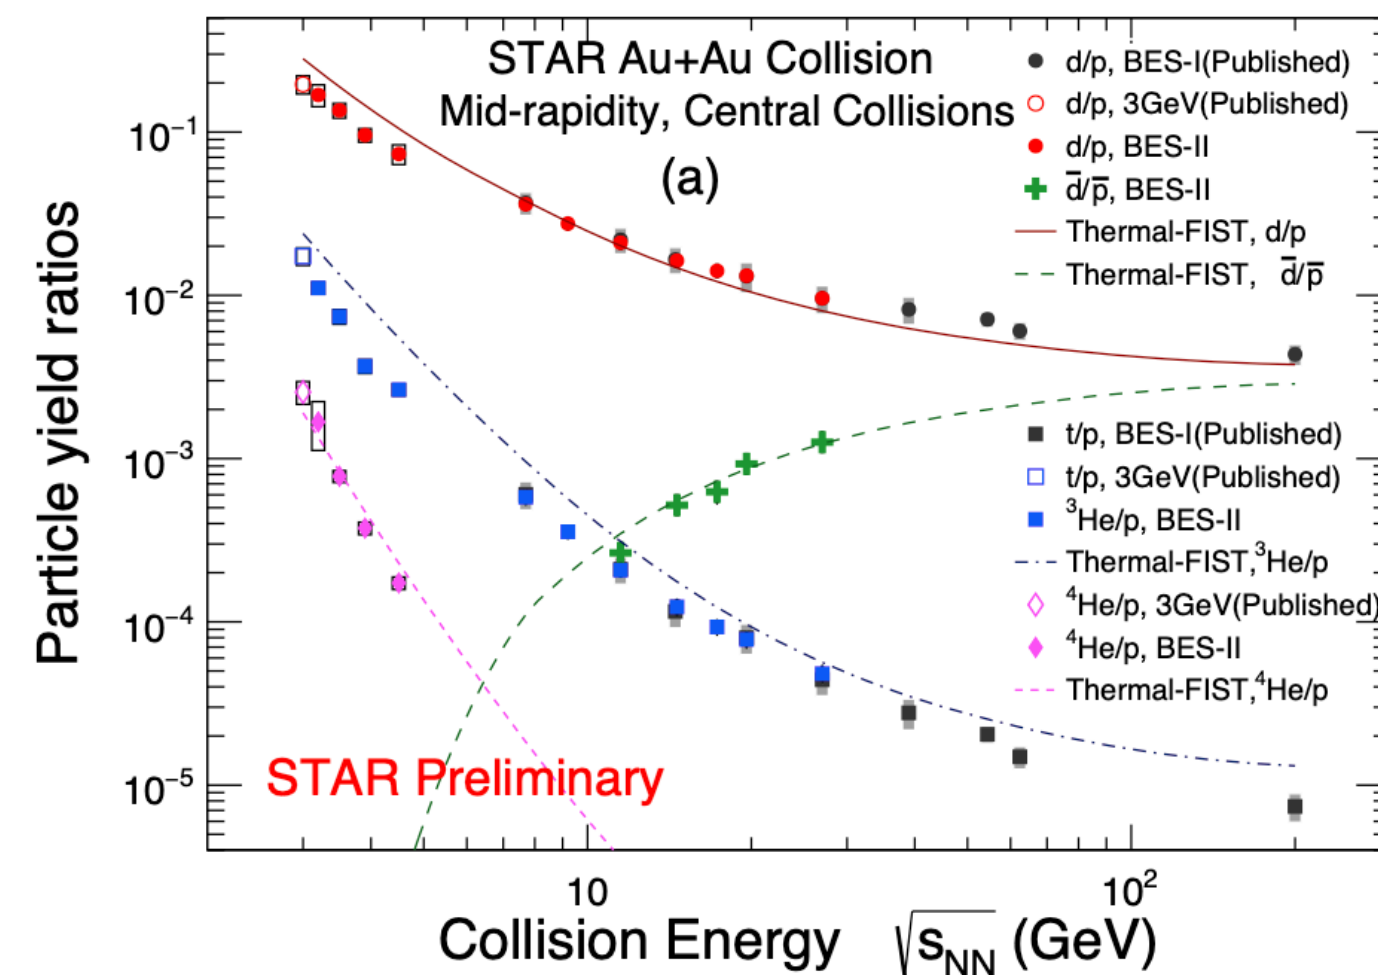 STAR Au+Au Collision
Mid-rapidity, Central Collisions
(a)
d/p, BES-I(Published)
d/p, 3GeV(Published)
d/p, BES-II
d̅/p̅, BES-II
Thermal-FIST, d/p
Thermal-FIST, d̅/p̅
t/p, BES-I(Published)
t/p, 3GeV(Published)
³He/p, BES-II
Thermal-FIST,³He/p
⁴He/p, 3GeV(Published)
⁴He/p, BES-II
Thermal-FIST,⁴He/p
STAR Preliminary
Particle yield ratios
10⁻¹
10⁻²
10⁻³
10⁻⁴
10⁻⁵
10
10²
Collision Energy √s_NN (GeV)